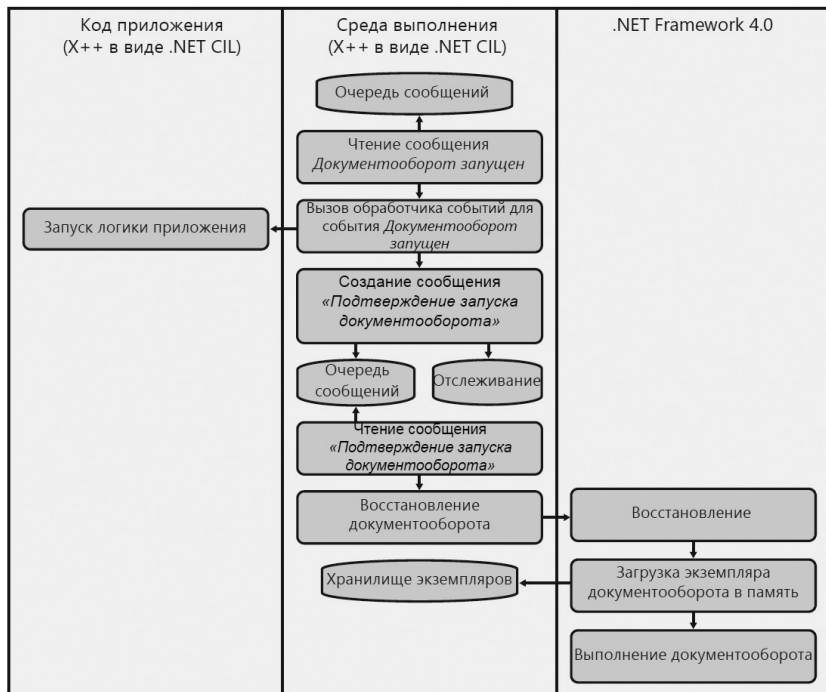 Код приложения
(X++ в виде .NET CIL)
Среда выполнения
(X++ в виде .NET CIL)
.NET Framework 4.0
Очередь сообщений
Чтение сообщения
Документооборот запущен
Вызов обработчика событий для
события Документооборот
запущен
Запуск логики приложения
Создание сообщения
«Подтверждение запуска
документооборота»
Очередь
сообщений
Отслеживание
Чтение сообщения
«Подтверждение запуска
документооборота»
Восстановление
документооборота
Восстановление
Хранилище экземпляров
Загрузка экземпляра
документооборота в память
Выполнение документооборота